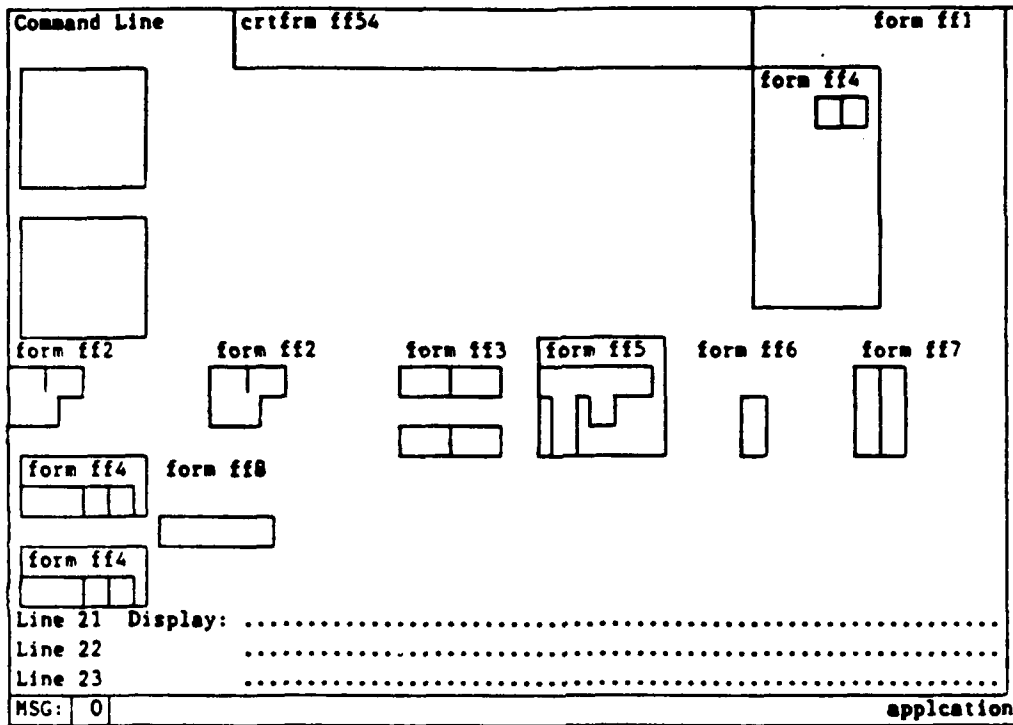 Command Line crtfrm ff54 form ff1
form ff4
form ff2 form ff2 form ff3 form ff5 form ff6 form ff7
form ff4 form ff8
form ff4
Line 21 Display: ............................................................
Line 22 ............................................................
Line 23 ............................................................
MSG: 0 applcation